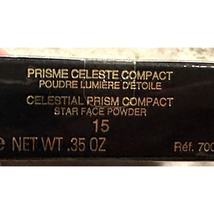 PRISME CELESTE COMPACT
POUDRE LUMIÈRE D'ÉTOILE
CELESTIAL PRISM COMPACT
STAR FACE POWDER
15
e NET WT .35 OZ Réf. 700